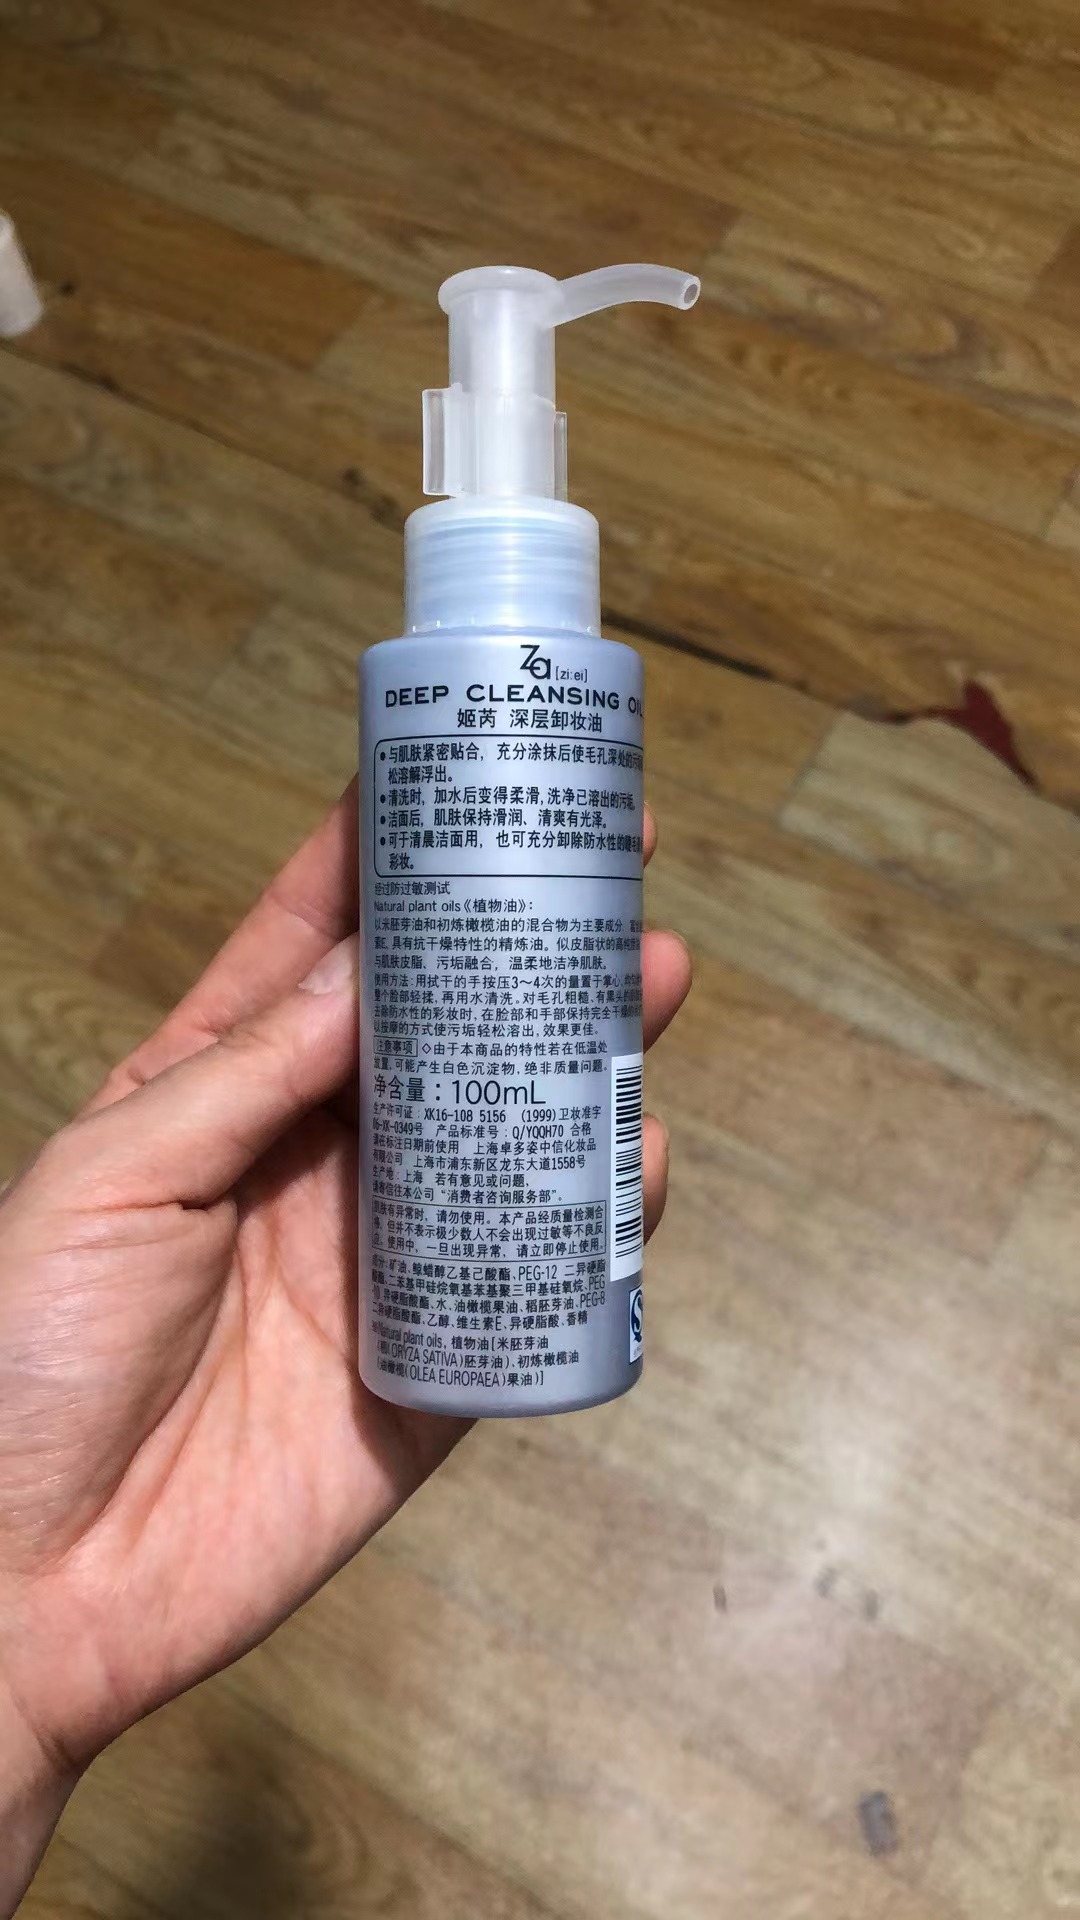 Za [zi:ei]
DEEP CLEANSING OIL
姬芮 深层卸妆油
●与肌肤紧密贴合，充分涂抹后使毛孔深处的污垢
松溶解浮出。
●清洗时，加水后变得柔滑，洗净已溶出的污垢。
●洁面后，肌肤保持滑润、清爽有光泽。
●可于清晨洁面用，也可充分卸除防水性的睫毛
彩妆。
经过防过敏测试
Natural plant oils《植物油》：
以米胚芽油和初炼橄榄油的混合物为主要成分
素E，具有抗干燥特性的精炼油。似皮脂状的高纯
与肌肤皮脂、污垢融合，温柔地洁净肌肤。
使用方法：用拭干的手按压3～4次的量置于掌心，
整个脸部轻揉，再用水清洗。对毛孔粗糙、有黑头的
去除防水性的彩妆时，在脸部和手部保持完全干燥的
以按摩的方式使污垢轻松溶出，效果更佳。
注意事项 ◇由于本商品的特性若在低温处
放置，可能产生白色沉淀物，绝非质量问题。
净含量：100mL
生产许可证：XK16-108 5156 (1999)卫妆准字
06-XK-0349号 产品标准号：Q/YQQH70 合格
请在标注日期前使用 上海卓多姿中信化妆品
有限公司 上海市浦东新区龙东大道1558号
生产地：上海 若有意见或问题，
请寄信往本公司“消费者咨询服务部”。
肌肤有异常时，请勿使用。本产品经质量检测合
格，但并不表示极少数人不会出现过敏等不良反
应。使用中，一旦出现异常，请立即停止使用。
成分：矿油、鲸蜡醇乙基己酸酯、PEG-12 二异硬脂
酸酯、二苯基甲硅烷氧基苯基聚三甲基硅氧烷、PEG
-10 异硬脂酸酯、水、油橄榄果油、稻胚芽油、PEG-8
二异硬脂酸酯、乙醇、维生素E、异硬脂酸、香精
Natural plant oils，植物油[米胚芽油
（稻(ORYZA SATIVA)胚芽油）、初炼橄榄油
（油橄榄(OLEA EUROPAEA)果油）]